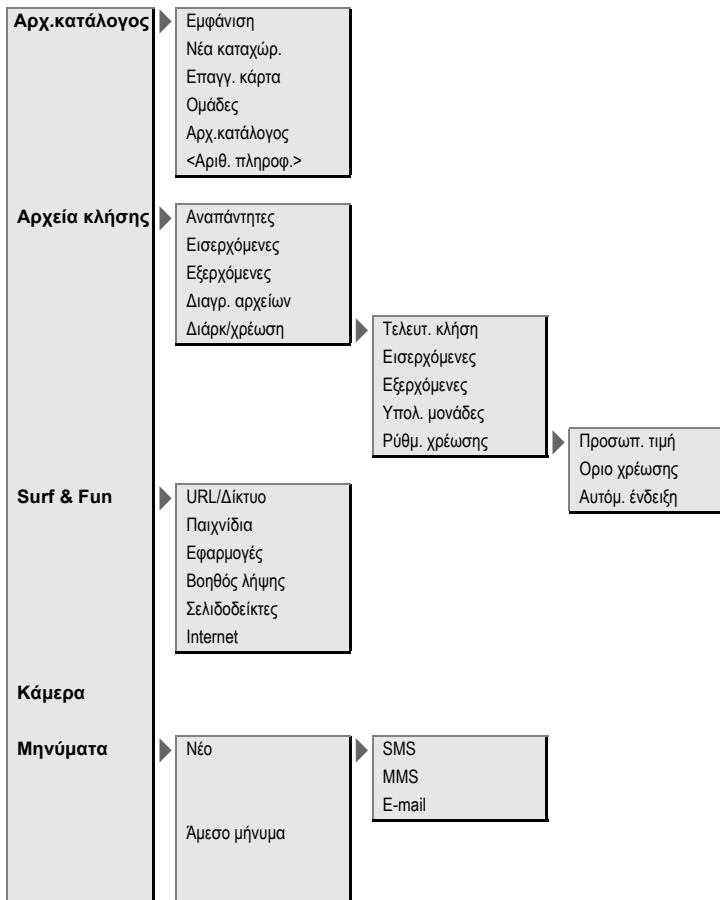 Αρχ.κατάλογος
Εμφάνιση
Νέα καταχώρ.
Επαγγ. κάρτα
Ομάδες
Αρχ.κατάλογος
<Αριθ. πληροφ.>
Αρχεία κλήσης
Αναπάντητες
Εισερχόμενες
Εξερχόμενες
Διαγρ. αρχείων
Διάρκ/χρέωση
Τελευτ. κλήση
Εισερχόμενες
Εξερχόμενες
Υπολ. μονάδες
Ρύθμ. χρέωσης
Προσωπ. τιμή
Οριο χρέωσης
Αυτόμ. ένδειξη
Surf & Fun
URL/Δίκτυο
Παιχνίδια
Εφαρμογές
Βοηθός λήψης
Σελιδοδείκτες
Internet
Κάμερα
Μηνύματα
Νέο
SMS
MMS
E-mail
Άμεσο μήνυμα